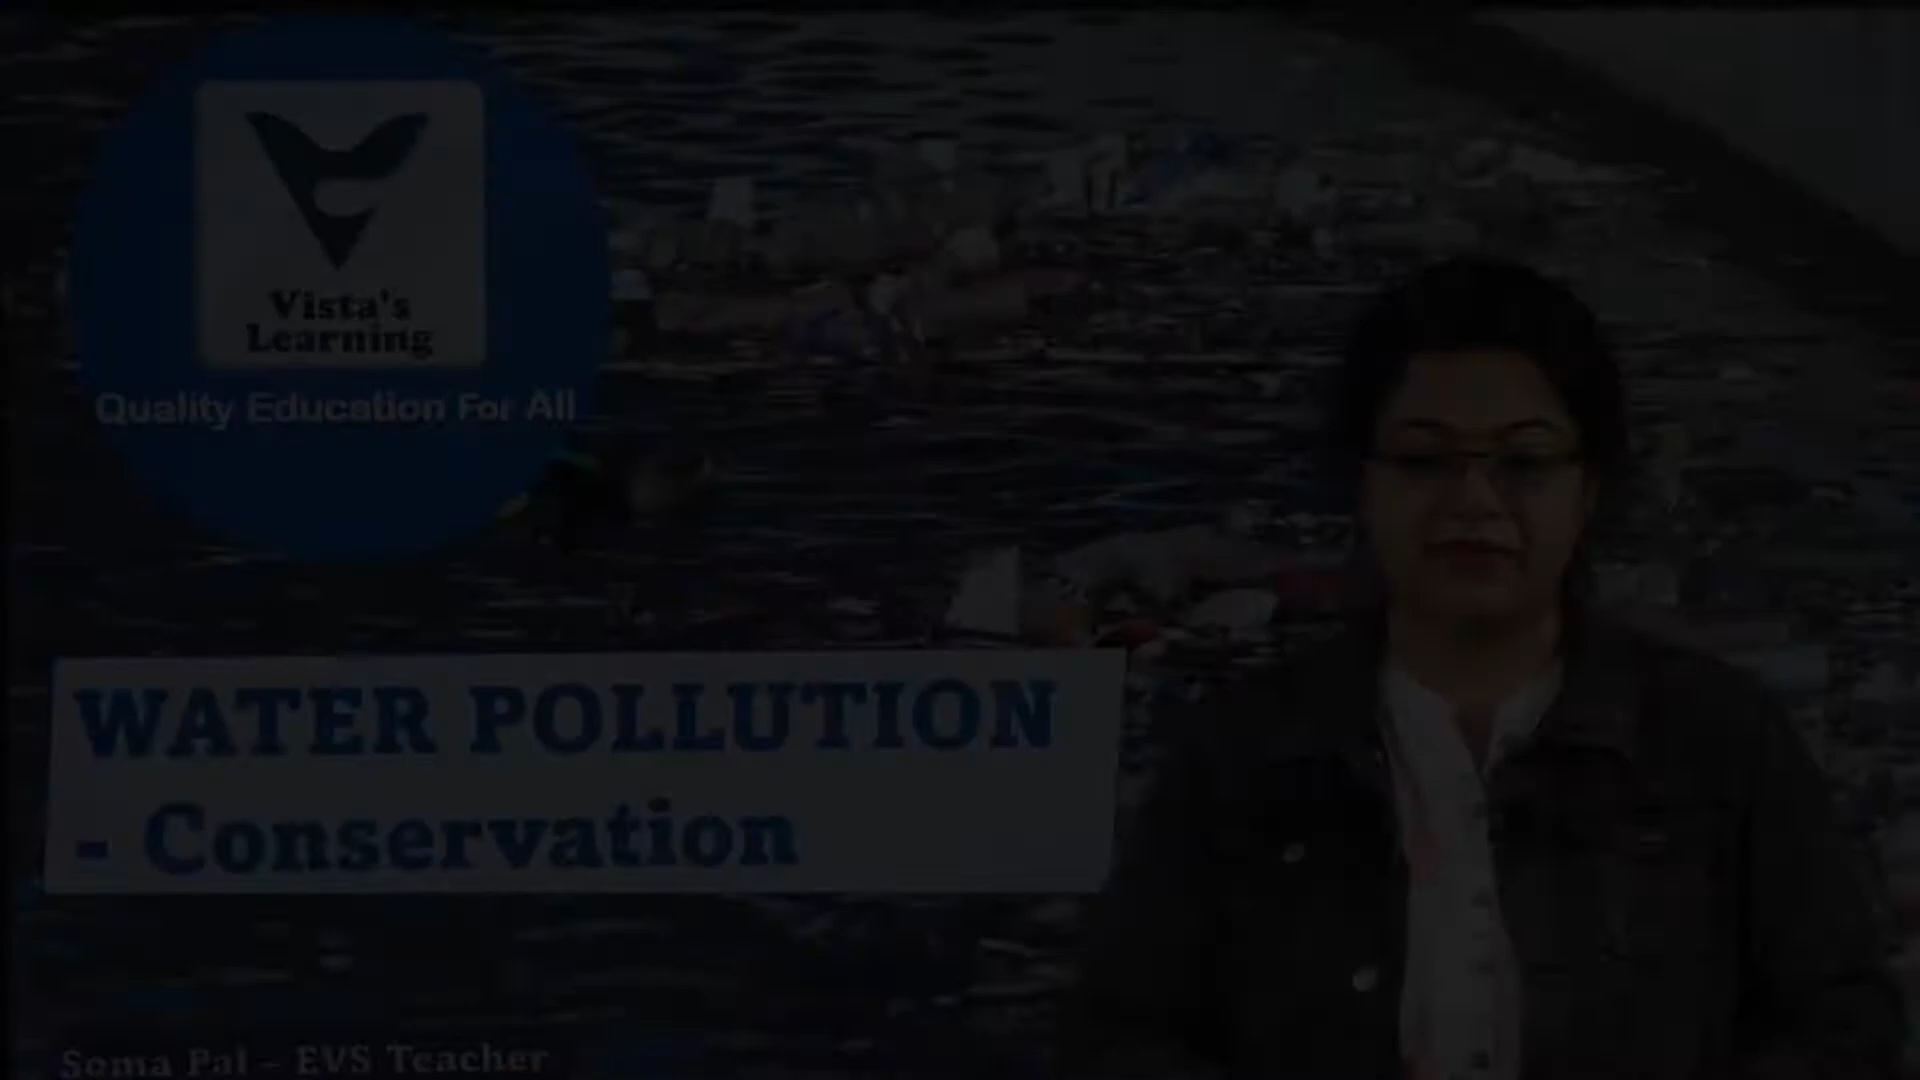 Vista's
Learning
Quality Education For All
WATER POLLUTION
- Conservation
Soma Pal - EVS Teacher